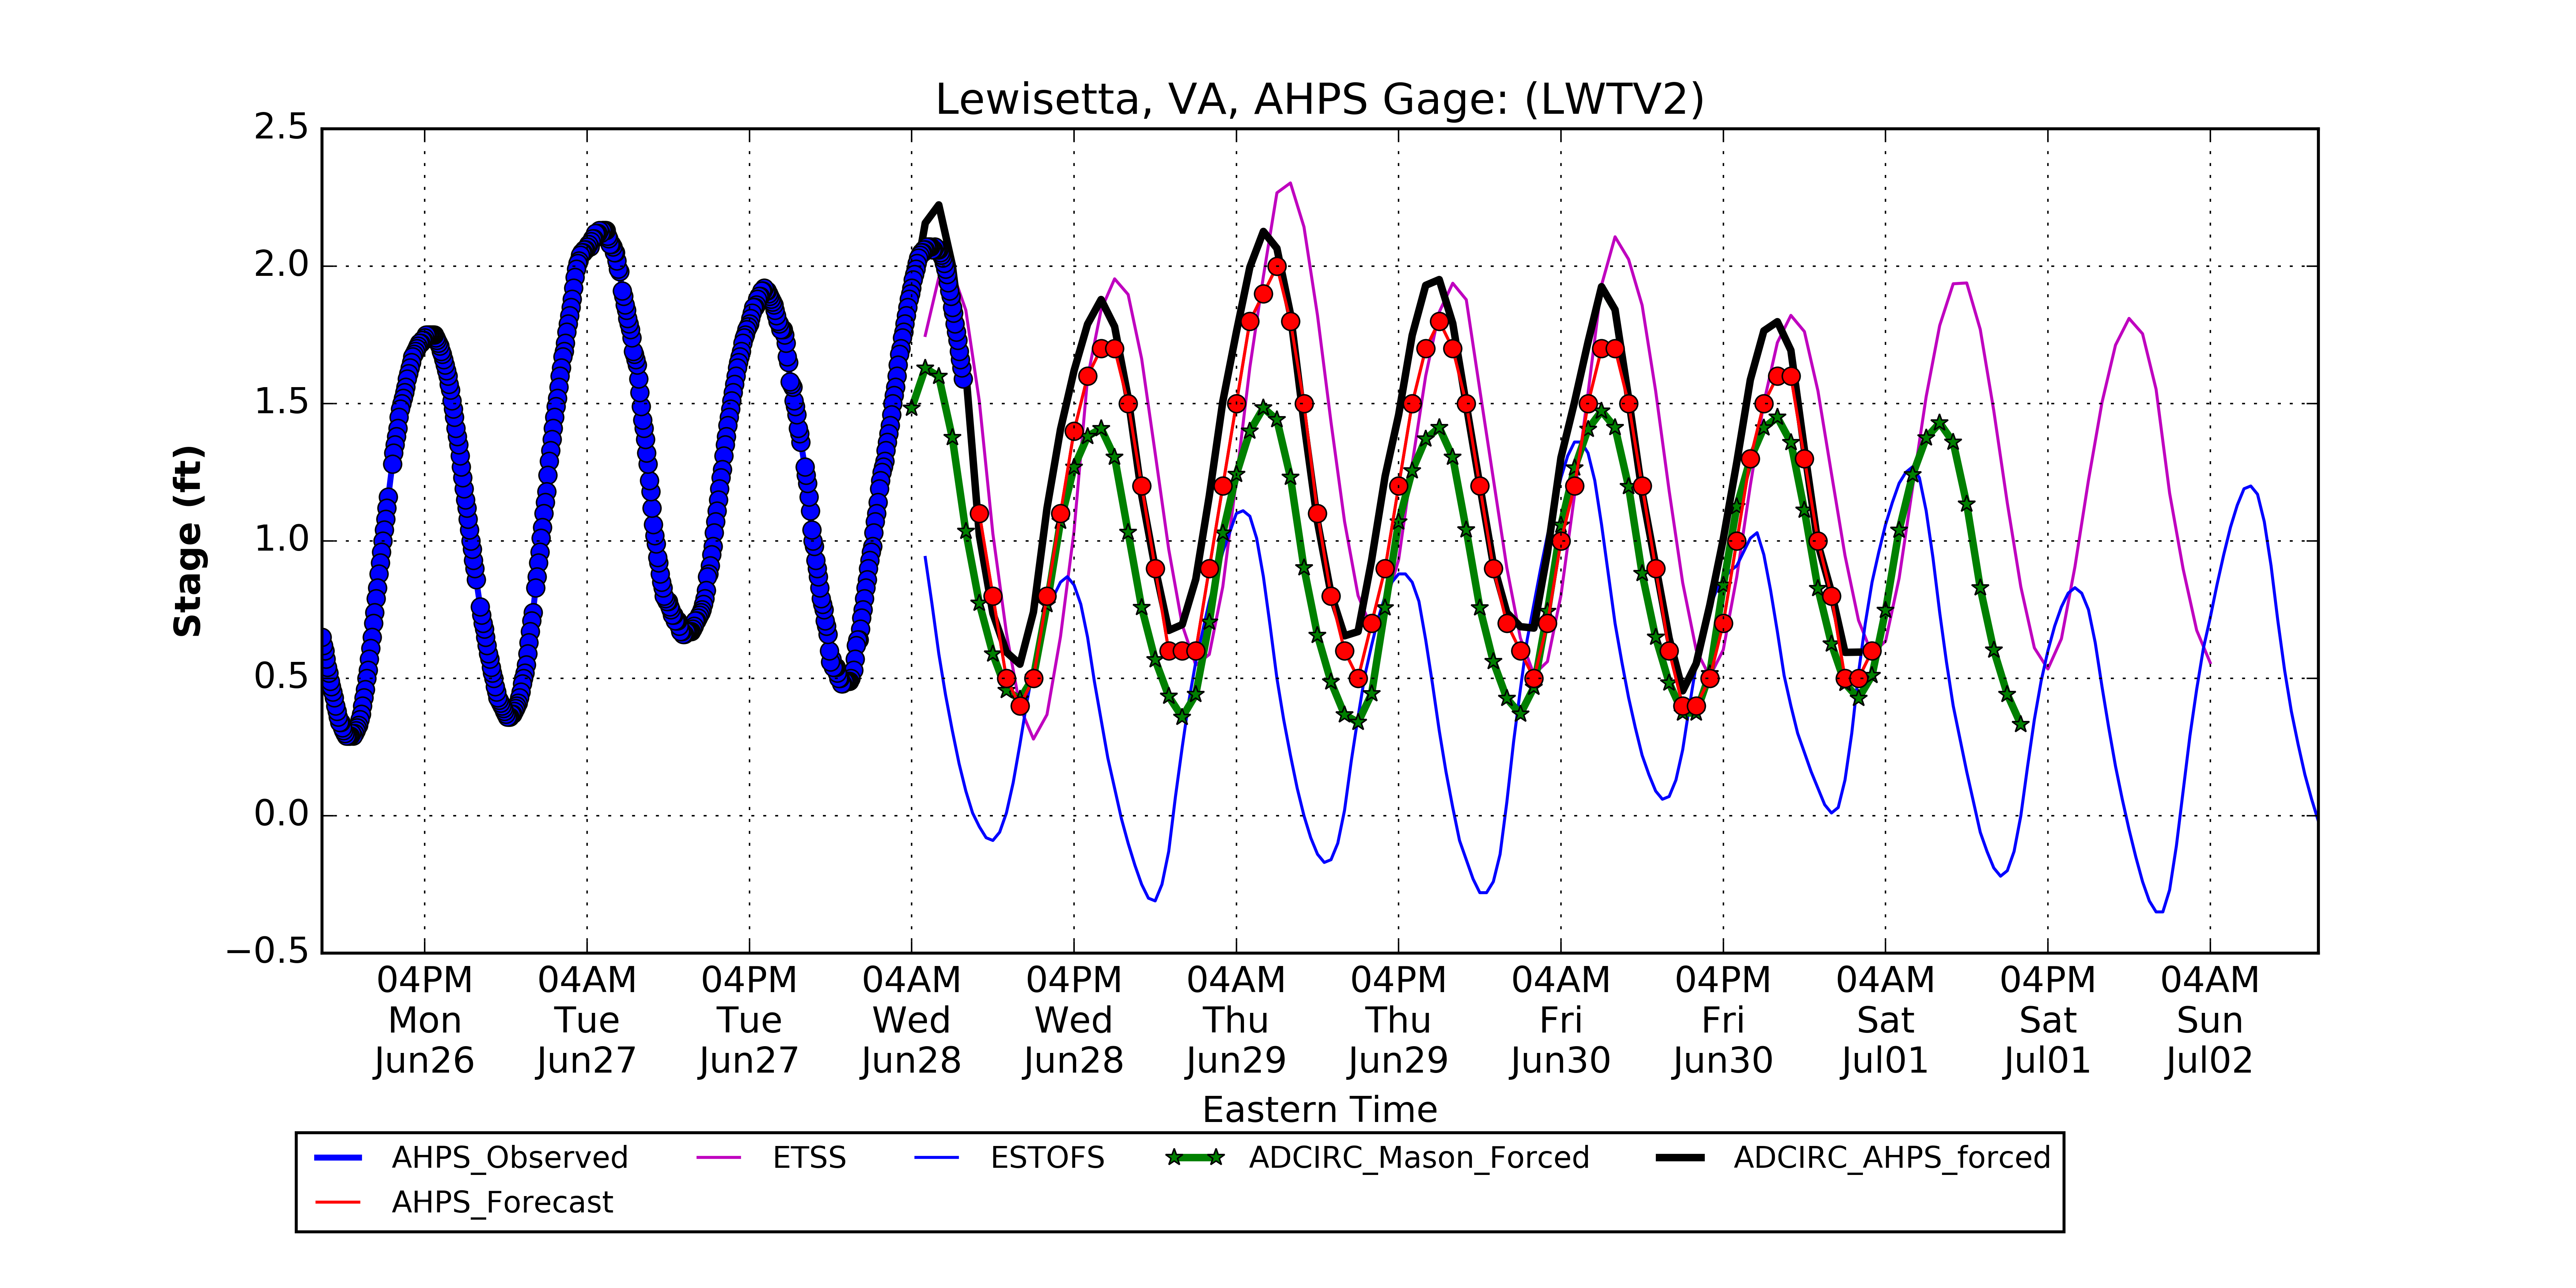 Lewisetta, VA, AHPS Gage: (LWTV2)
2.5
2.0
1.5
1.0
0.5
0.0
−0.5
Stage (ft)
04PM 04AM 04PM 04AM 04PM 04AM 04PM 04AM 04PM 04AM 04PM 04AM
Mon Tue Tue Wed Wed Thu Thu Fri Fri Sat Sat Sun
Jun26 Jun27 Jun27 Jun28 Jun28 Jun29 Jun29 Jun30 Jun30 Jul01 Jul01 Jul02
Eastern Time
AHPS_Observed ETSS ESTOFS ADCIRC_Mason_Forced ADCIRC_AHPS_forced
AHPS_Forecast